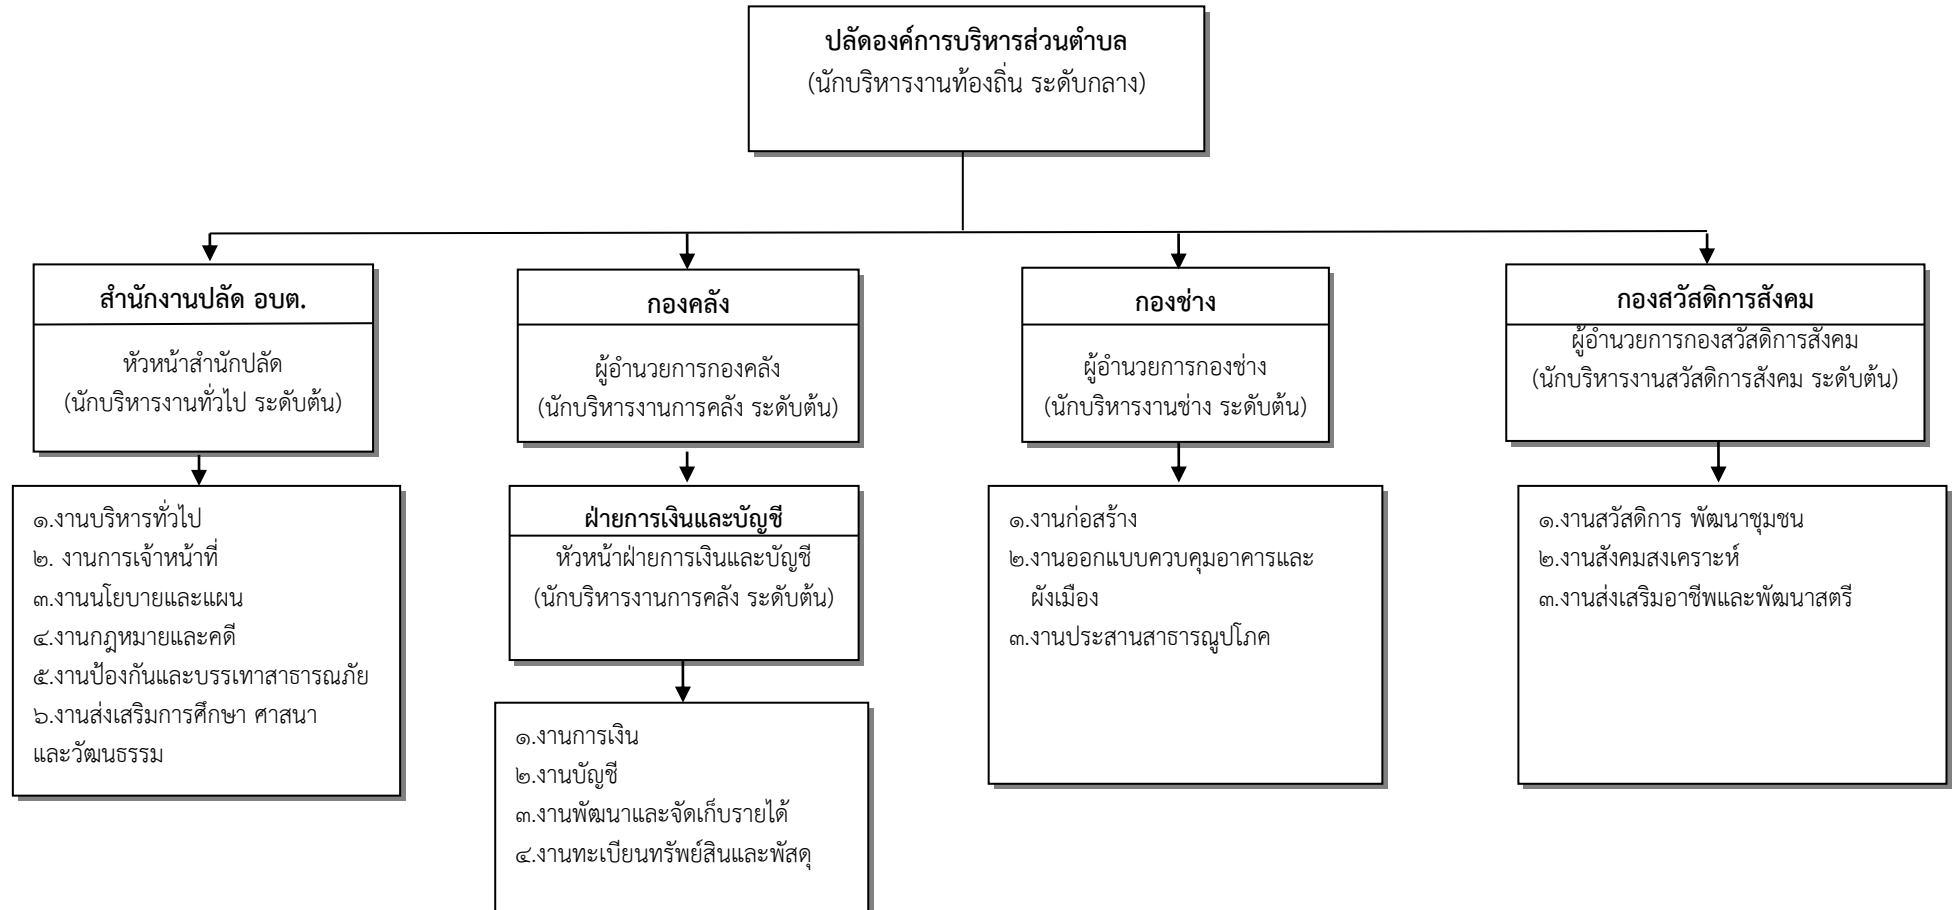 ปลัดองค์การบริหารส่วนตำบล
(นักบริหารงานท้องถิ่น ระดับกลาง)
สำนักงานปลัด อบต.
หัวหน้าสำนักปลัด
(นักบริหารงานทั่วไป ระดับต้น)
๑.งานบริหารทั่วไป
๒. งานการเจ้าหน้าที่
๓.งานนโยบายและแผน
๔.งานกฎหมายและคดี
๕.งานป้องกันและบรรเทาสาธารณภัย
๖.งานส่งเสริมการศึกษา ศาสนา
และวัฒนธรรม
กองคลัง
ผู้อำนวยการกองคลัง
(นักบริหารงานการคลัง ระดับต้น)
ฝ่ายการเงินและบัญชี
หัวหน้าฝ่ายการเงินและบัญชี
(นักบริหารงานการคลัง ระดับต้น)
๑.งานการเงิน
๒.งานบัญชี
๓.งานพัฒนาและจัดเก็บรายได้
๔.งานทะเบียนทรัพย์สินและพัสดุ
กองช่าง
ผู้อำนวยการกองช่าง
(นักบริหารงานช่าง ระดับต้น)
๑.งานก่อสร้าง
๒.งานออกแบบควบคุมอาคารและ
ผังเมือง
๓.งานประสานสาธารณูปโภค
กองสวัสดิการสังคม
ผู้อำนวยการกองสวัสดิการสังคม
(นักบริหารงานสวัสดิการสังคม ระดับต้น)
๑.งานสวัสดิการ พัฒนาชุมชน
๒.งานสังคมสงเคราะห์
๓.งานส่งเสริมอาชีพและพัฒนาสตรี